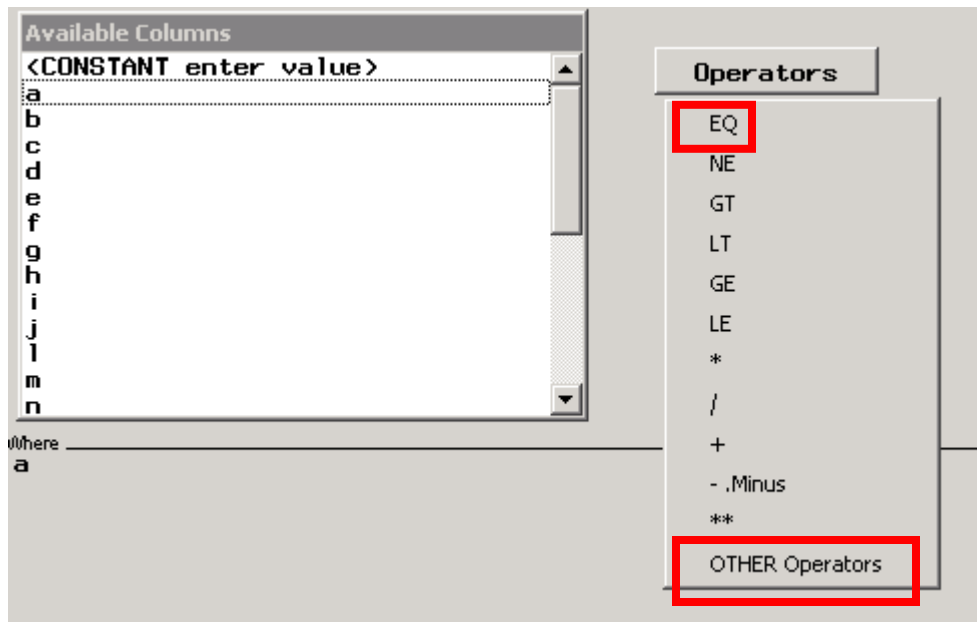 Available Columns
<CONSTANT enter value>
a
b
c
d
e
f
g
h
i
j
l
m
n
Operators
EQ
NE
GT
LT
GE
LE
*
/
+
- .Minus
**
OTHER Operators
Where
a